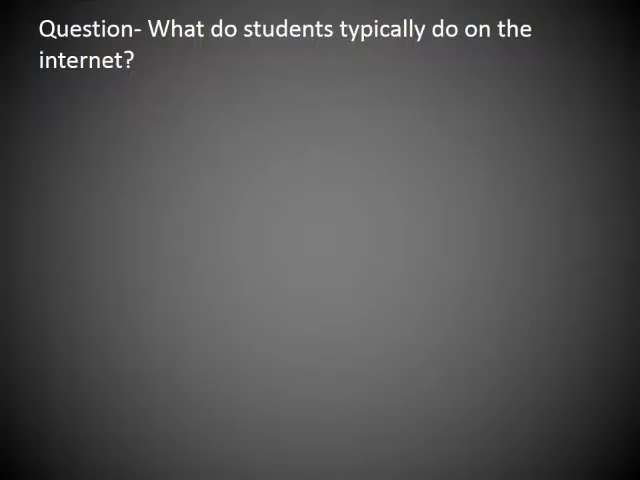 Question- What do students typically do on the
internet?